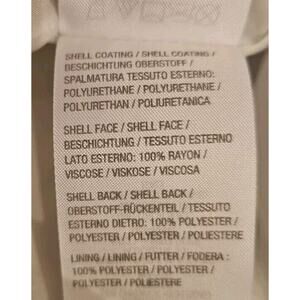 SHELL COATING / SHELL COATING /
BESCHICHTUNG OBERSTOFF /
SPALMATURA TESSUTO ESTERNO:
POLYURETHANE / POLYURETHANE /
POLYURETHAN / POLIURETANICA
SHELL FACE / SHELL FACE /
BESCHICHTUNG / TESSUTO ESTERNO
LATO ESTERNO: 100% RAYON /
VISCOSE / VISKOSE / VISCOSA
SHELL BACK / SHELL BACK /
OBERSTOFF-RÜCKENTEIL / TESSUTO
ESTERNO DIETRO: 100% POLYESTER /
POLYESTER / POLYESTER / POLIESTERE
LINING / LINING / FUTTER / FODERA :
100% POLYESTER / POLYESTER /
POLYESTER / POLIESTERE